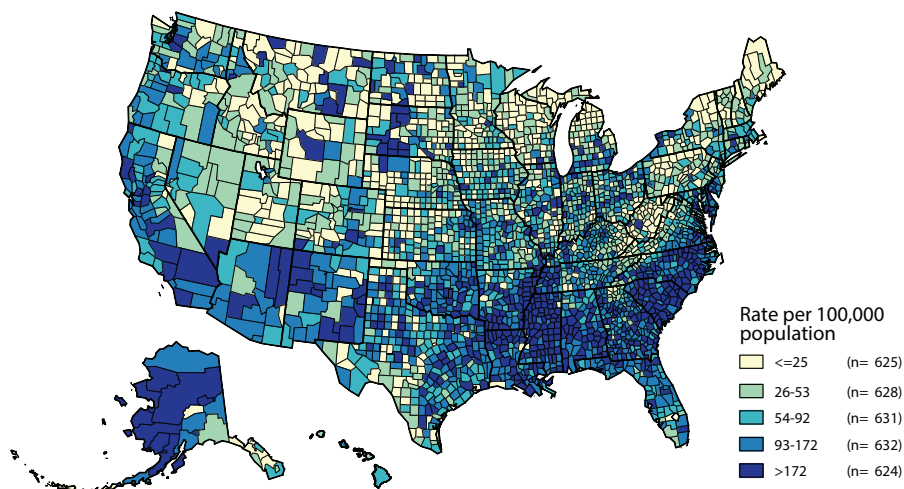 Rate per 100,000
population
<=25 (n= 625)
26-53 (n= 628)
54-92 (n= 631)
93-172 (n= 632)
>172 (n= 624)